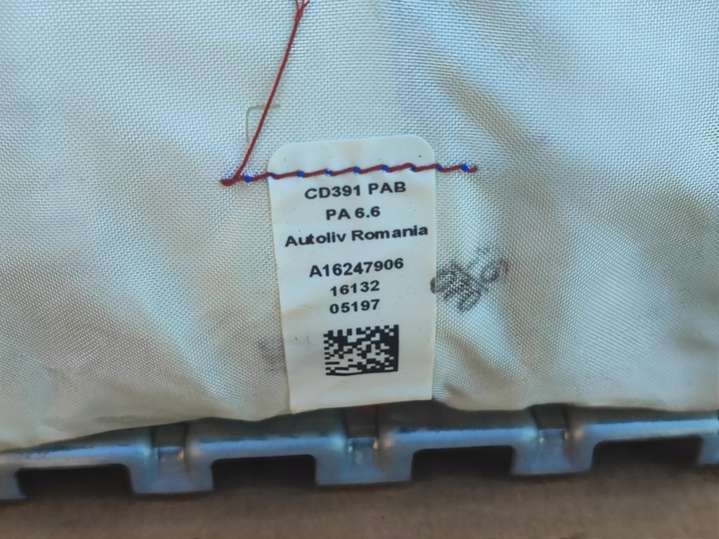 CD391 PAB
PA 6.6
Autoliv Romania
A16247906
16132
05197